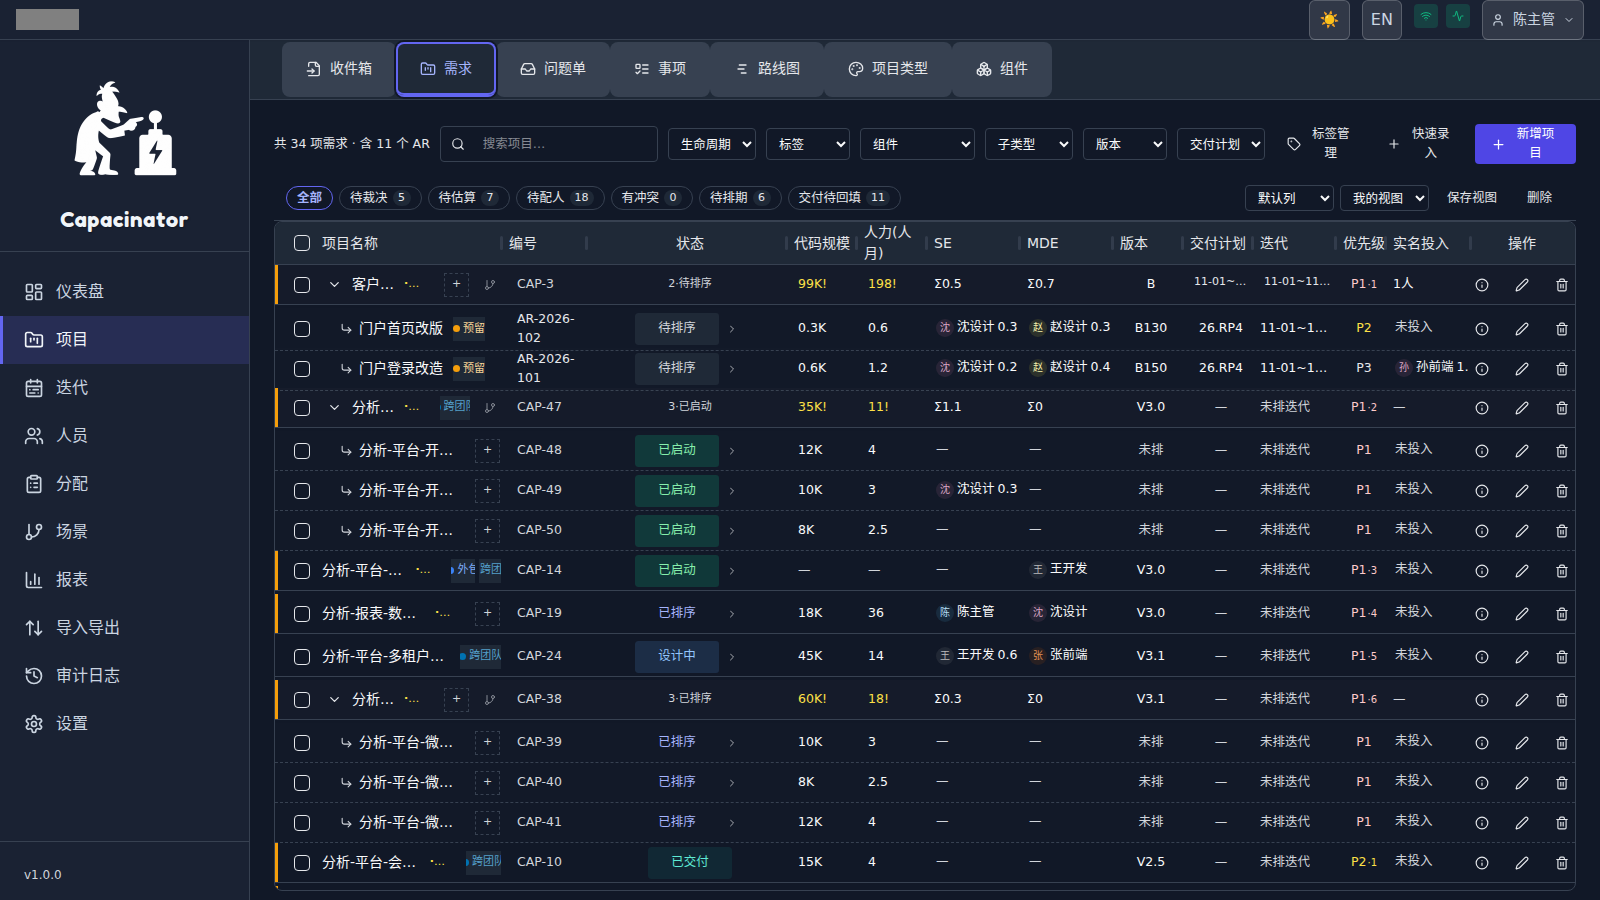 EN
陈主管
收件箱
需求
问题单
事项
路线图
项目类型
组件
Capacinator
仪表盘
项目
迭代
人员
分配
场景
报表
导入导出
审计日志
设置
v1.0.0
共 34 项需求 · 含 11 个 AR
搜索项目...
生命周期
标签
组件
子类型
版本
交付计划
标签管理
快速录入
新增项目
全部
待裁决 5
待估算 7
待配人 18
有冲突 0
待排期 6
交付待回填 11
默认列
我的视图
保存视图
删除
项目名称 编号 状态 代码规模 人力(人月) SE MDE 版本 交付计划 迭代 优先级 实名投入 操作
客户… + CAP-3 2·待排序 99K! 198! Σ0.5 Σ0.7 B 11-01~… 11-01~11… P1·1 1人
门户首页改版 预留 AR-2026-102 待排序 0.3K 0.6 沈 沈设计 0.3 赵 赵设计 0.3 B130 26.RP4 11-01~1… P2 未投入
门户登录改造 预留 AR-2026-101 待排序 0.6K 1.2 沈 沈设计 0.2 赵 赵设计 0.4 B150 26.RP4 11-01~1… P3 孙 孙前端 1.
分析… 跨团队 CAP-47 3·已启动 35K! 11! Σ1.1 Σ0 V3.0 — 未排迭代 P1·2 —
分析-平台-开… + CAP-48 已启动 12K 4 — — 未排 — 未排迭代 P1 未投入
分析-平台-开… + CAP-49 已启动 10K 3 沈 沈设计 0.3 — 未排 — 未排迭代 P1 未投入
分析-平台-开… + CAP-50 已启动 8K 2.5 — — 未排 — 未排迭代 P1 未投入
分析-平台-… 外包 跨团 CAP-14 已启动 — — — 王 王开发 V3.0 — 未排迭代 P1·3 未投入
分析-报表-数… + CAP-19 已排序 18K 36 陈 陈主管 沈 沈设计 V3.0 — 未排迭代 P1·4 未投入
分析-平台-多租户… 跨团队 CAP-24 设计中 45K 14 王 王开发 0.6 张 张前端 V3.1 — 未排迭代 P1·5 未投入
分析… + CAP-38 3·已排序 60K! 18! Σ0.3 Σ0 V3.1 — 未排迭代 P1·6 —
分析-平台-微… + CAP-39 已排序 10K 3 — — 未排 — 未排迭代 P1 未投入
分析-平台-微… + CAP-40 已排序 8K 2.5 — — 未排 — 未排迭代 P1 未投入
分析-平台-微… + CAP-41 已排序 12K 4 — — 未排 — 未排迭代 P1 未投入
分析-平台-会… 跨团队 CAP-10 已交付 15K 4 — — V2.5 — 未排迭代 P2·1 未投入